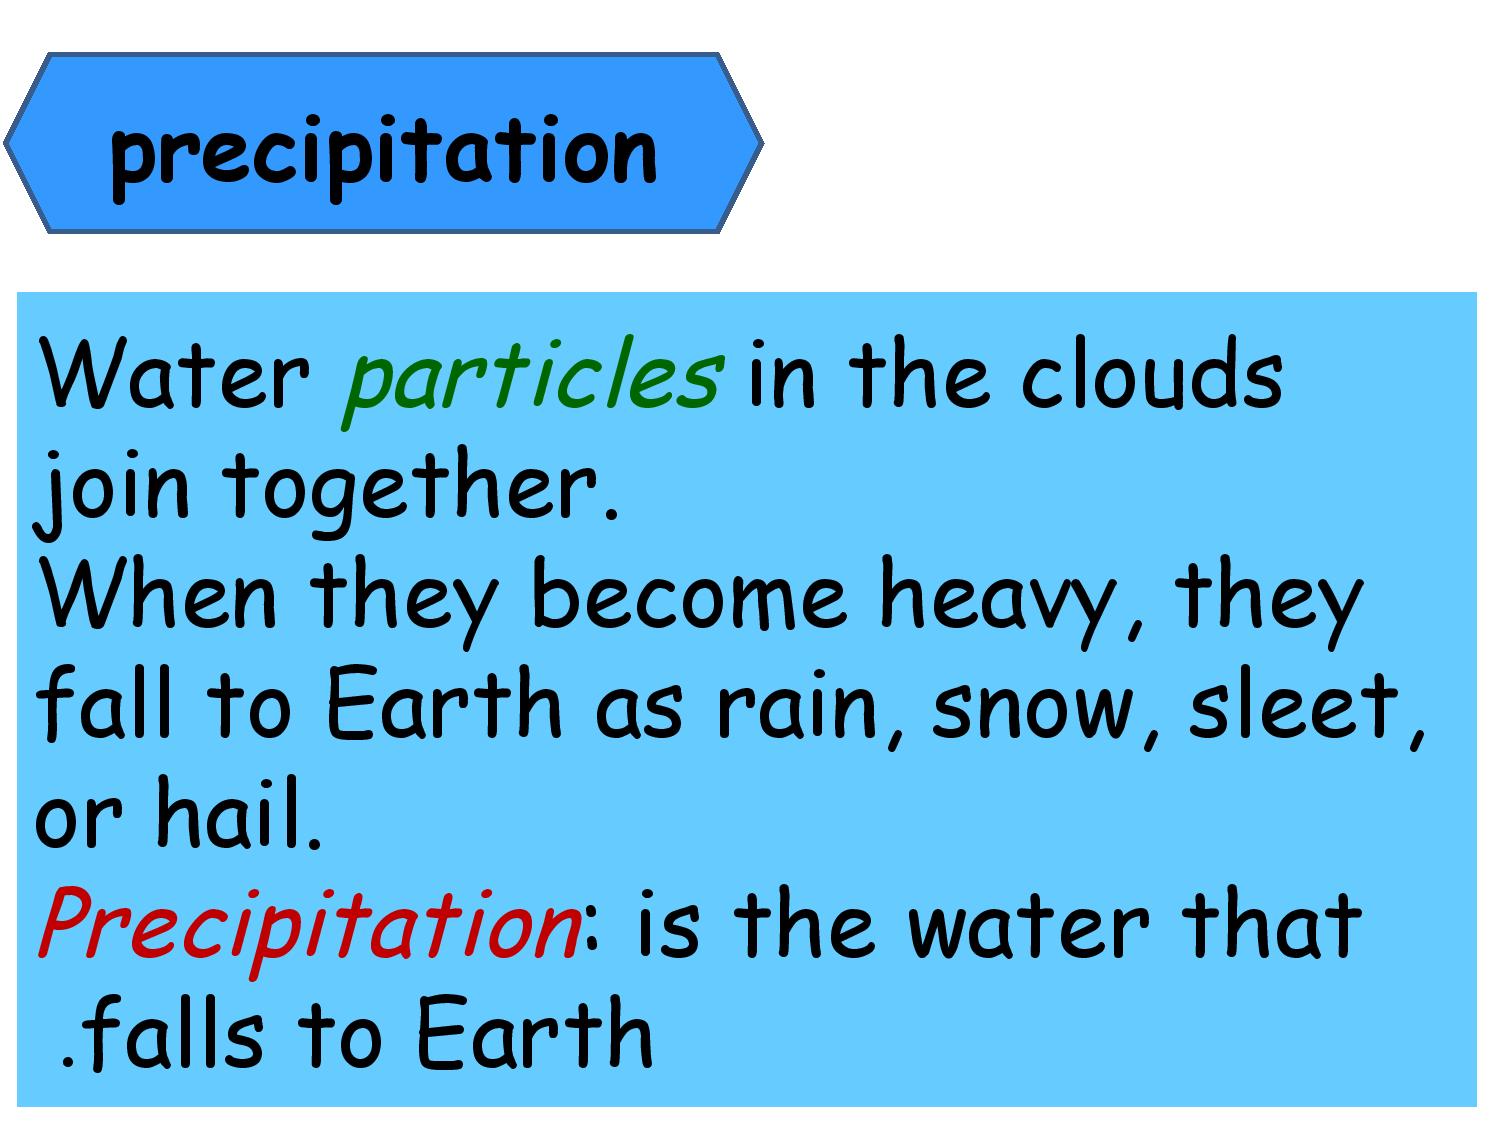 precipitation
Water particles in the clouds
join together.
When they become heavy, they
fall to Earth as rain, snow, sleet,
or hail.
Precipitation: is the water that
.falls to Earth